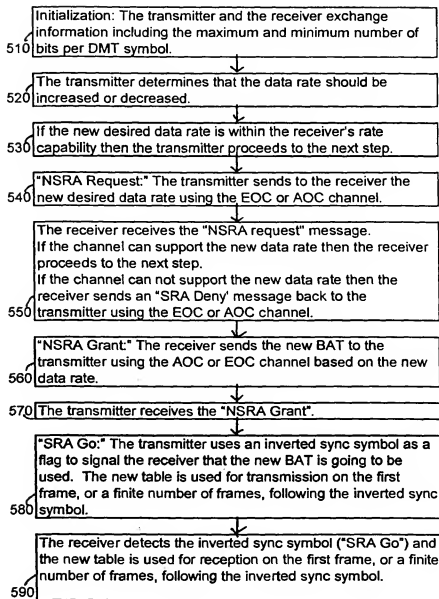 Initialization: The transmitter and the receiver exchange
information including the maximum and minimum number of
510 bits per DMT symbol.
The transmitter determines that the data rate should be
520 increased or decreased.
If the new desired data rate is within the receiver's rate
530 capability then the transmitter proceeds to the next step.
"NSRA Request:" The transmitter sends to the receiver the
540 new desired data rate using the EOC or AOC channel.
The receiver receives the "NSRA request" message.
If the channel can support the new data rate then the receiver
proceeds to the next step.
If the channel can not support the new data rate then the
receiver sends an "SRA Deny' message back to the
550 transmitter using the EOC or AOC channel.
"NSRA Grant:" The receiver sends the new BAT to the
transmitter using the AOC or EOC channel based on the new
560 data rate.
570 The transmitter receives the "NSRA Grant".
"SRA Go:" The transmitter uses an inverted sync symbol as a
flag to signal the receiver that the new BAT is going to be
used. The new table is used for transmission on the first
frame, or a finite number of frames, following the inverted sync
580 symbol.
The receiver detects the inverted sync symbol ("SRA Go") and
the new table is used for reception on the first frame, or a finite
number of frames, following the inverted sync symbol.
590